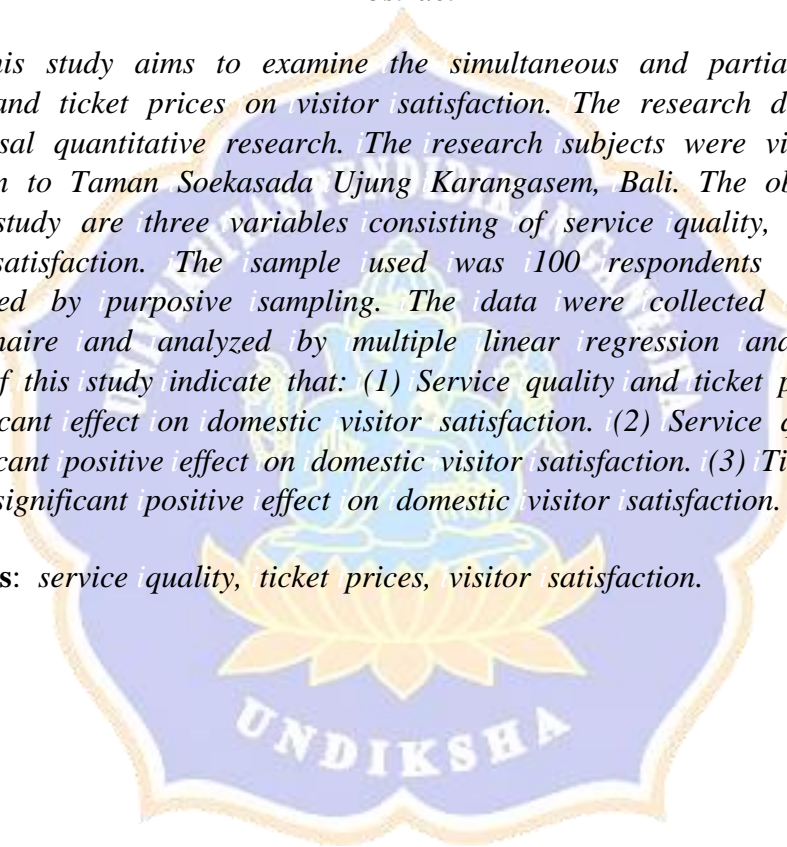 his study aims to examine the simultaneous and partia
and ticket prices on visitor satisfaction. The research d
sal quantitative research. The research subjects were vi
n to Taman Soekasada Ujung Karangasem, Bali. The ob
study are three variables consisting of service quality,
satisfaction. The sample used was 100 respondents
ed by purposive sampling. The data were collected
naire and analyzed by multiple linear regression and
f this study indicate that: (1) Service quality and ticket p
cant effect on domestic visitor satisfaction. (2) Service q
cant positive effect on domestic visitor satisfaction. (3) Ti
significant positive effect on domestic visitor satisfaction.
s: service quality, ticket prices, visitor satisfaction.
UNIVERSITAS PENDIDIKAN GANESHA
UNDIKSHA